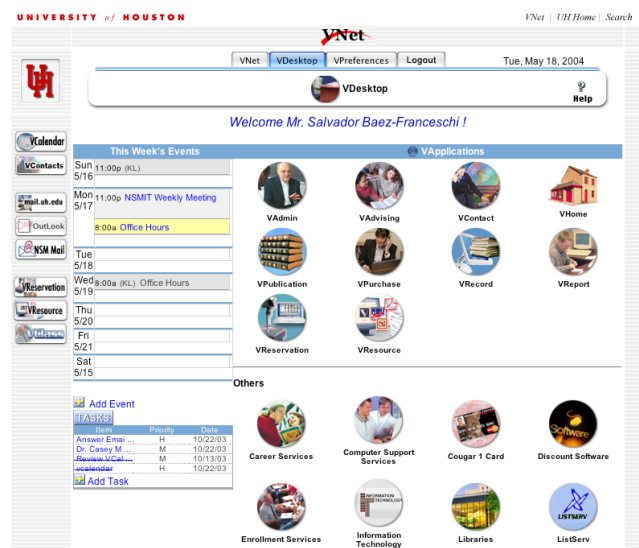 UNIVERSITY of HOUSTON
VNet | UH Home | Search
VNet
VNet VDesktop VPreferences Logout
Tue, May 18, 2004
UH
VDesktop
Help
Welcome Mr. Salvador Baez-Franceschi !
VCalendar
VContacts
mail.uh.edu
OutLook
NSM Mail
VReservation
VResource
VClass
This Week's Events
Sun 11:00p (KL)
5/16
Mon 11:00p NSMIT Weekly Meeting
5/17
8:00a Office Hours
Tue
5/18
Wed 8:00a (KL) Office Hours
5/19
Thu
5/20
Fri
5/21
Sat
5/15
Add Event
TASKS
Item Priority Date
Answer Emai ... H 10/22/03
Dr. Casey M ... M 10/22/03
Review VCal ... M 10/13/03
vcalendar H 10/22/03
Add Task
VApplications
VAdmin VAdvising VContact VHome
VPublication VPurchase VRecord VReport
VReservation VResource
Others
Software
Career Services
Computer Support
Services
Cougar 1 Card
Discount Software
INFORMATION
TECHNOLOGY
LISTSERV
Enrollment Services
Information
Technology
Libraries
ListServ